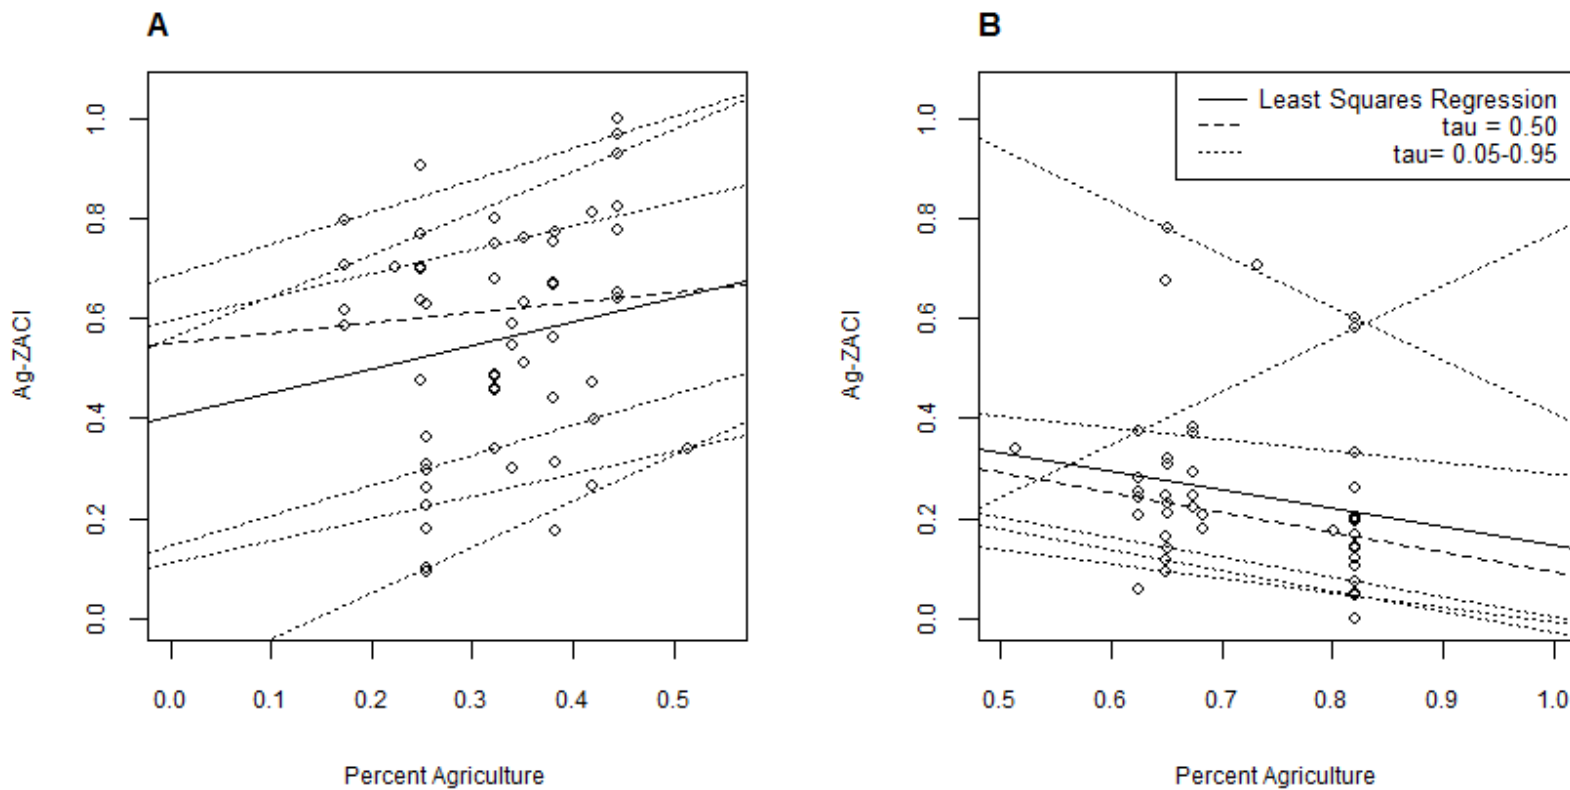 A
Ag-ZACI
1.0
0.8
0.6
0.4
0.2
0.0
0.0 0.1 0.2 0.3 0.4 0.5
Percent Agriculture
B
Least Squares Regression
tau = 0.50
tau= 0.05-0.95
Ag-ZACI
1.0
0.8
0.6
0.4
0.2
0.0
0.5 0.6 0.7 0.8 0.9 1.0
Percent Agriculture